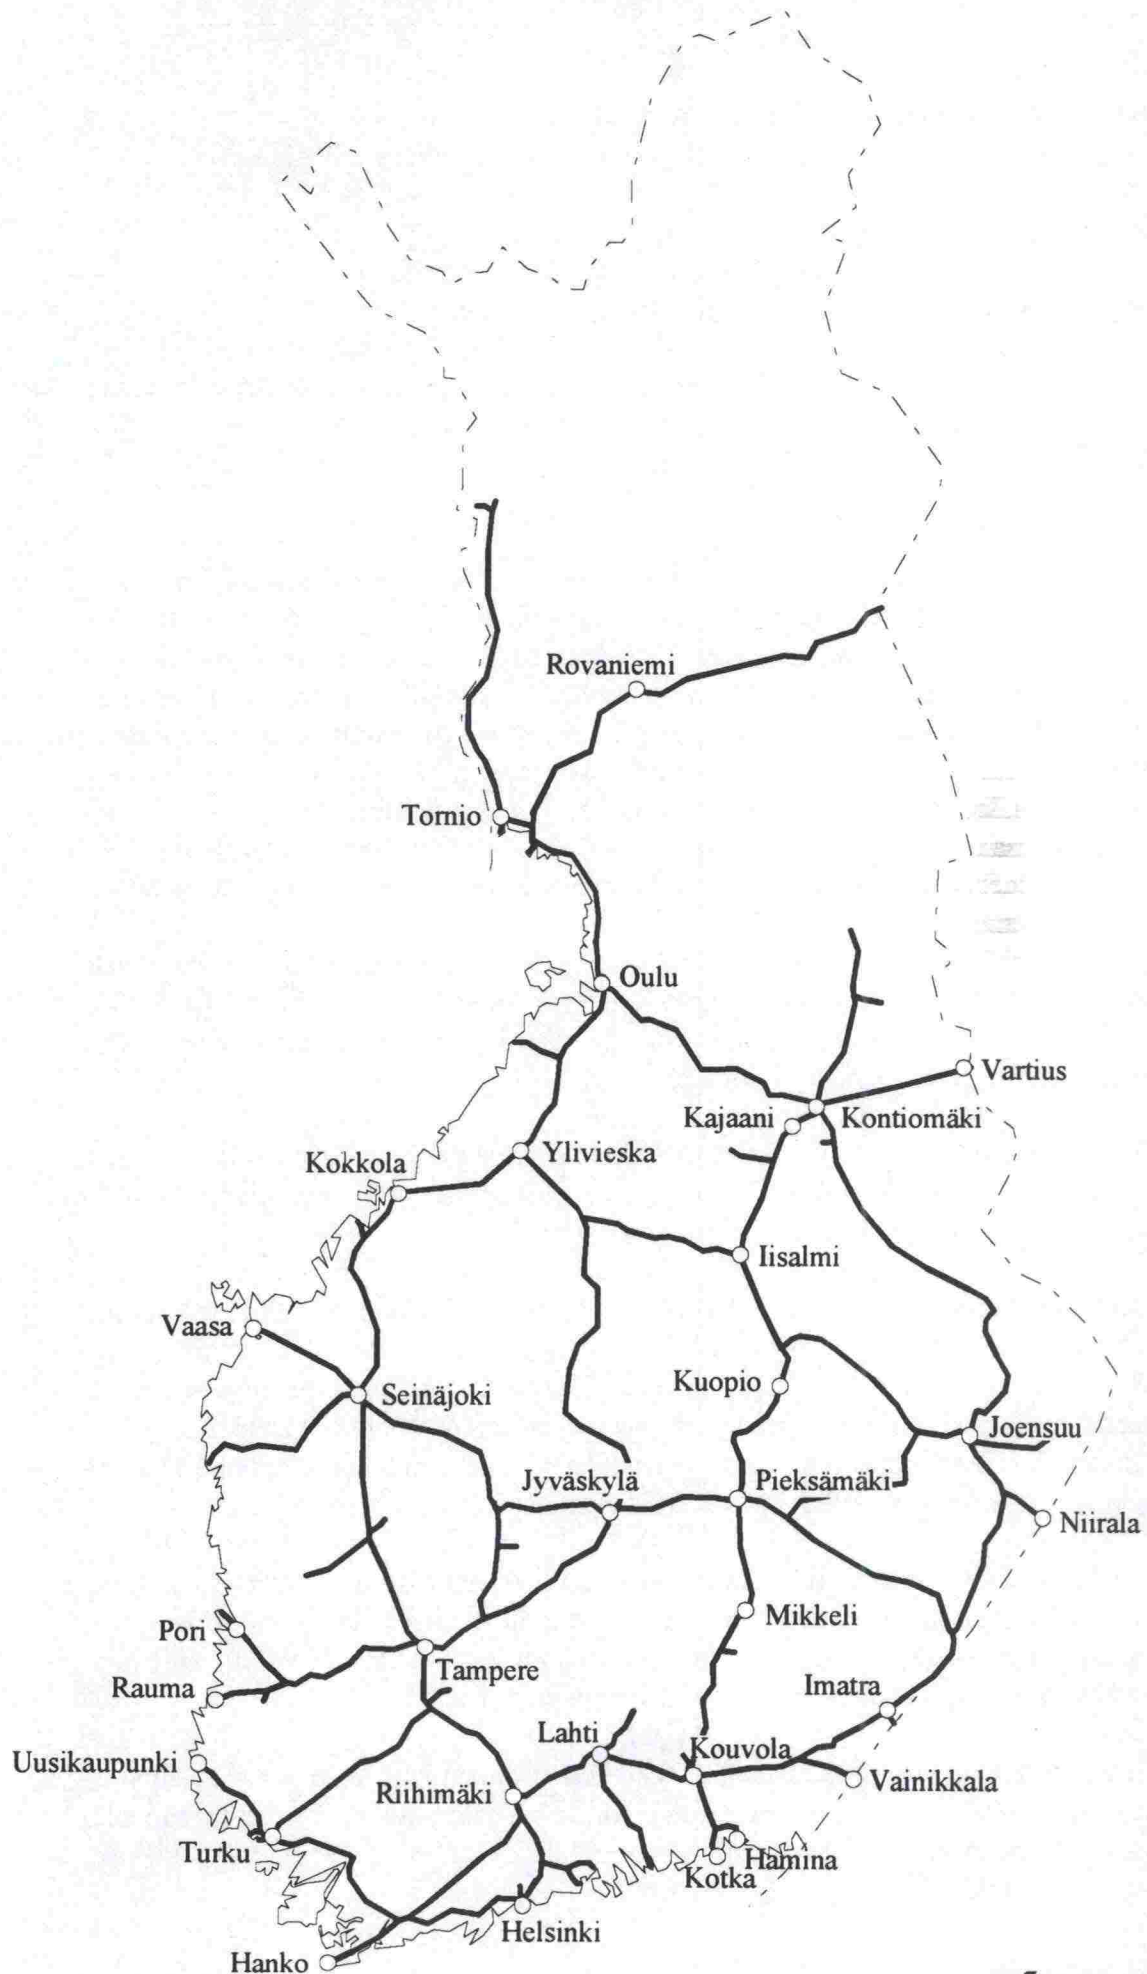 Rovaniemi
Tornio
Oulu
Vartius
Kajaani
Kontiomäki
Ylivieska
Kokkola
Iisalmi
Vaasa
Kuopio
Seinäjoki
Joensuu
Jyväskylä
Pieksämäki
Niirala
Mikkeli
Pori
Tampere
Imatra
Rauma
Lahti
Kouvola
Uusikaupunki
Vainikkala
Riihimäki
Turku
Hamina
Kotka
Helsinki
Hanko